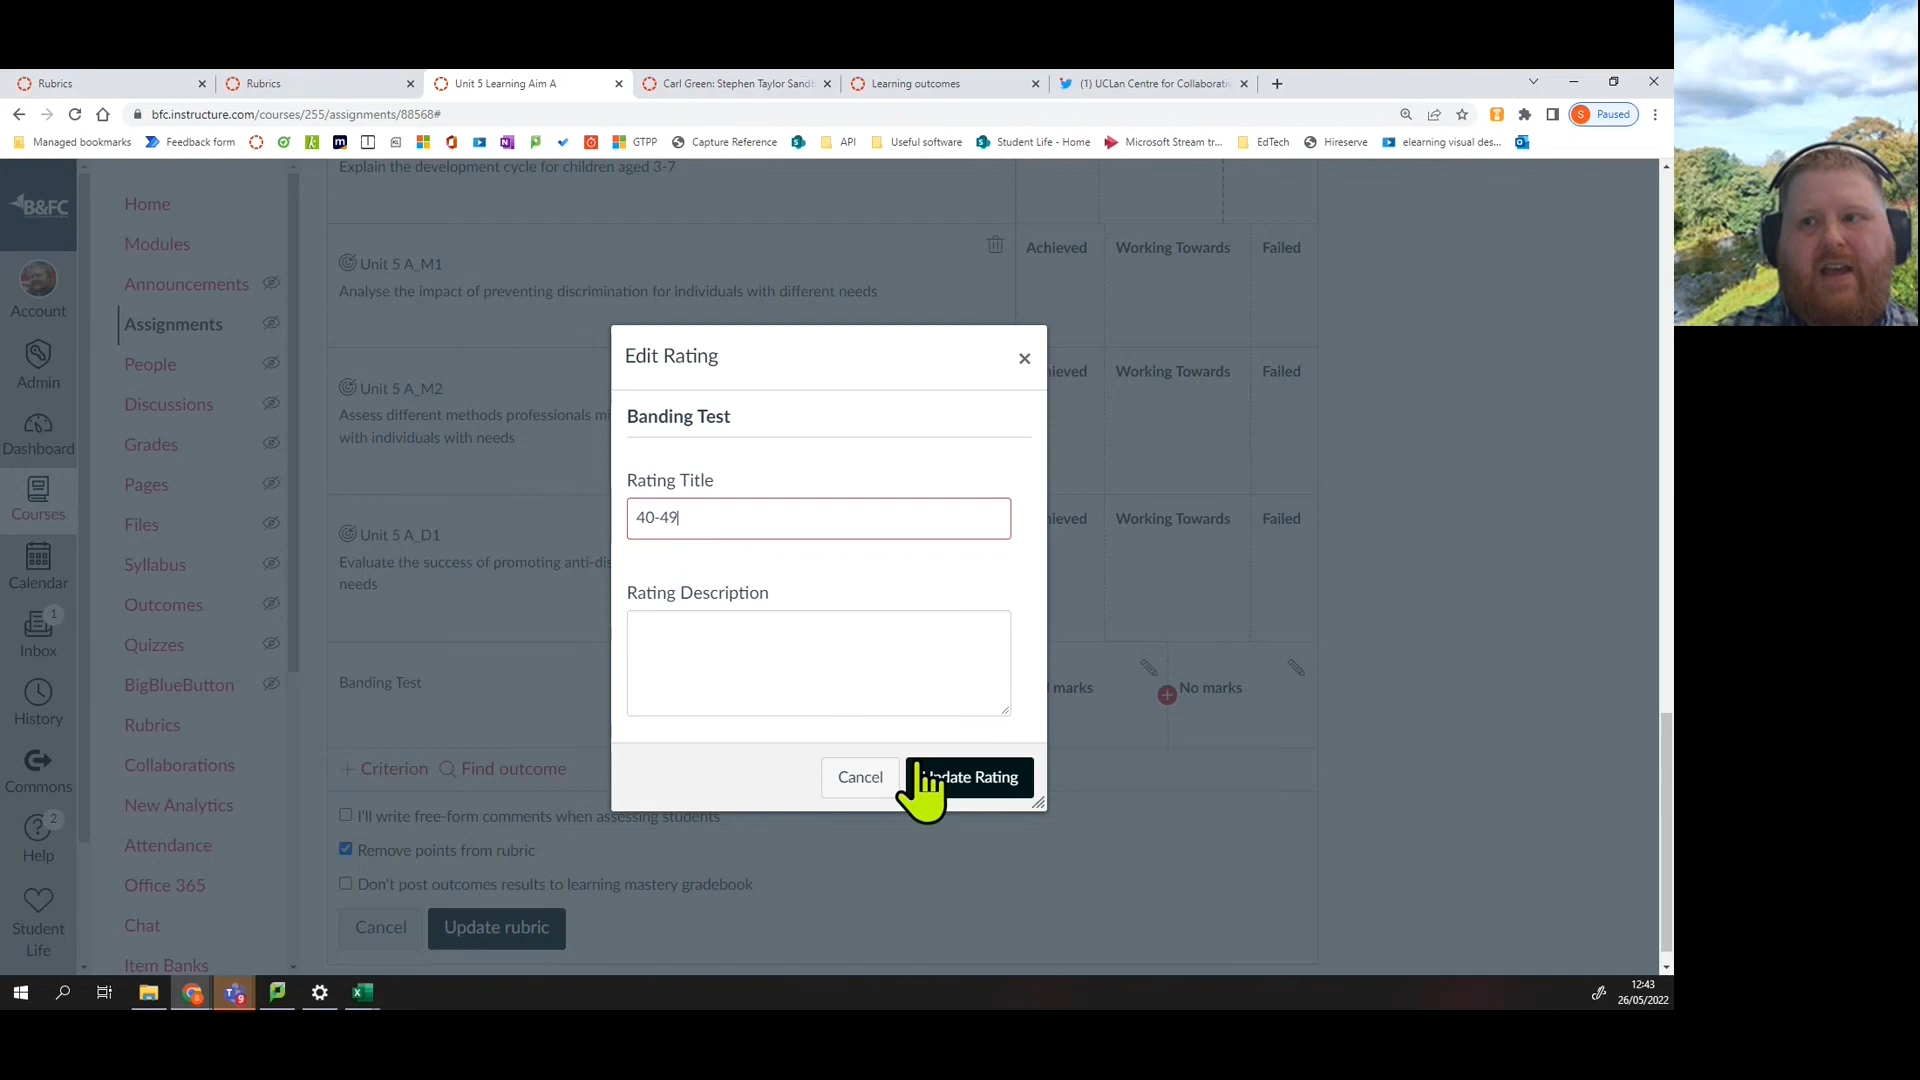 Rubrics
Rubrics
Unit 5 Learning Aim A
Carl Green: Stephen Taylor Sandb
Learning outcomes
(1) UCLan Centre for Collaborativ
bfc.instructure.com/courses/255/assignments/88568#
S Paused
Managed bookmarks
Feedback form
GTPP
Capture Reference
API
Useful software
Student Life - Home
Microsoft Stream tr...
EdTech
Hireserve
elearning visual des...
B&FC
Account
Admin
Dashboard
Courses
Calendar
1
Inbox
History
Commons
2
Help
Student
Life
Home
Modules
Announcements
Assignments
People
Discussions
Grades
Pages
Files
Syllabus
Outcomes
Quizzes
BigBlueButton
Rubrics
Collaborations
New Analytics
Attendance
Office 365
Chat
Item Banks
Explain the development cycle for children aged 3-7
Unit 5 A_M1
Analyse the impact of preventing discrimination for individuals with different needs
Achieved
Working Towards
Failed
Unit 5 A_M2
Assess different methods professionals mi
with individuals with needs
ieved
Working Towards
Failed
Unit 5 A_D1
Evaluate the success of promoting anti-dis
needs
ieved
Working Towards
Failed
Banding Test
marks
No marks
+ Criterion
Find outcome
I'll write free-form comments when assessing students
Remove points from rubric
Don't post outcomes results to learning mastery gradebook
Cancel
Update rubric
Edit Rating
Banding Test
Rating Title
40-49
Rating Description
Cancel
Update Rating
9
12:43
26/05/2022